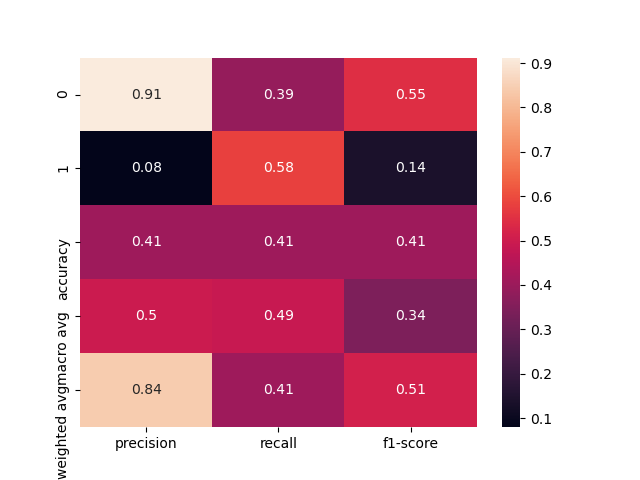 0 0.91 0.39 0.55
1 0.08 0.58 0.14
accuracy 0.41 0.41 0.41
macro avg 0.5 0.49 0.34
weighted avg 0.84 0.41 0.51
precision recall f1-score
0.9
0.8
0.7
0.6
0.5
0.4
0.3
0.2
0.1